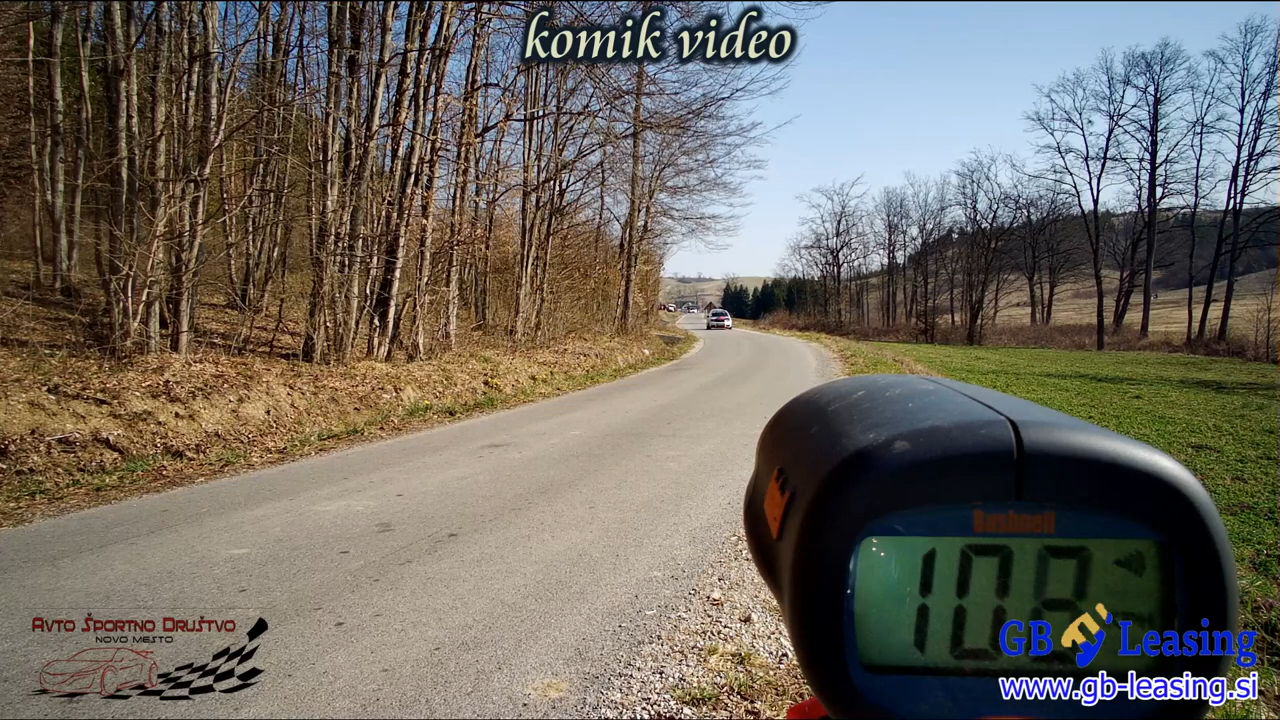 komik video
Bushnell
108
AVTO ŠPORTNO DRUŠTVO
NOVO MESTO
GB Leasing
www.gb-leasing.si